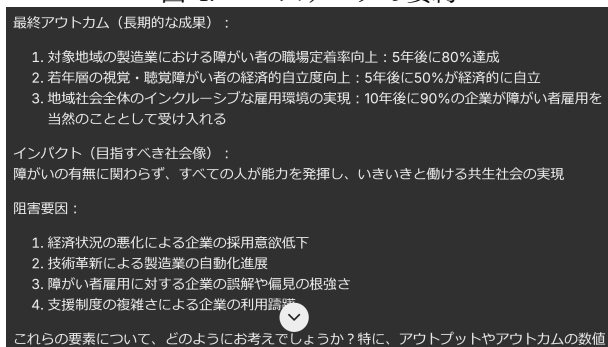 最終アウトカム（長期的な成果）：
1. 対象地域の製造業における障がい者の職場定着率向上：5年後に80%達成
2. 若年層の視覚・聴覚障がい者の経済的自立度向上：5年後に50%が経済的に自立
3. 地域社会全体のインクルーシブな雇用環境の実現：10年後に90%の企業が障がい者雇用を
当然のこととして受け入れる
インパクト（目指すべき社会像）：
障がいの有無に関わらず、すべての人が能力を発揮し、いきいきと働ける共生社会の実現
阻害要因：
1. 経済状況の悪化による企業の採用意欲低下
2. 技術革新による製造業の自動化進展
3. 障がい者雇用に対する企業の誤解や偏見の根強さ
4. 支援制度の複雑さによる企業の利用躊躇
これらの要素について、どのようにお考えでしょうか？特に、アウトプットやアウトカムの数値